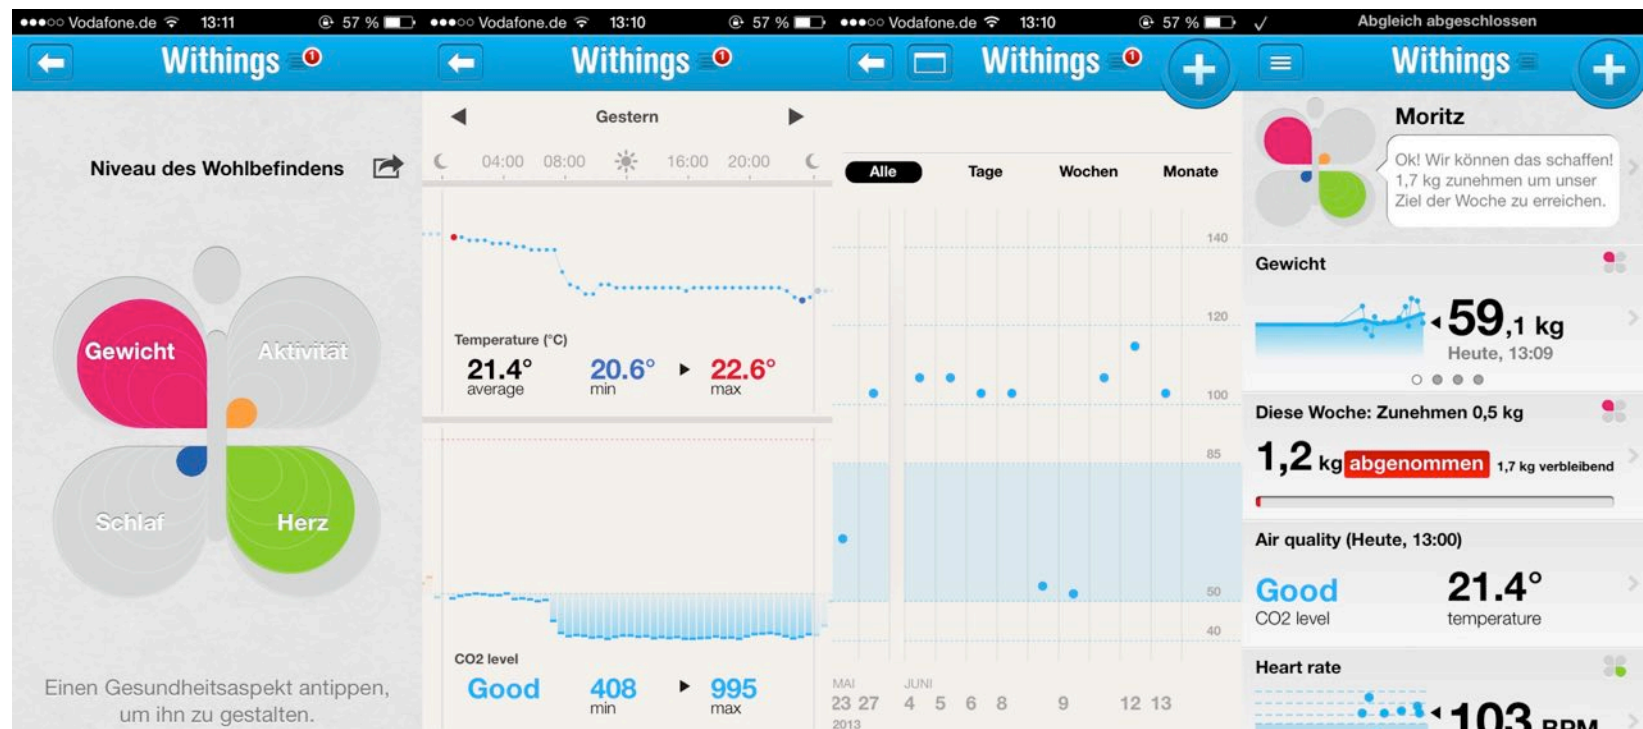 Vodafone.de 13:11 57 %
Withings 1
Niveau des Wohlbefindens
Gewicht
Aktivität
Schlaf
Herz
Einen Gesundheitsaspekt antippen,
um ihn zu gestalten.
Vodafone.de 13:10 57 %
Withings 1
Gestern
04:00 08:00 16:00 20:00
Temperature (°C)
21.4° 20.6° 22.6°
average min max
CO2 level
Good 408 995
min max
Vodafone.de 13:10 57 %
Withings 1
Alle Tage Wochen Monate
140
120
100
85
50
40
MAI JUNI
23 27 4 5 6 8 9 12 13
2013
Abgleich abgeschlossen
Withings
Moritz
Ok! Wir können das schaffen!
1,7 kg zunehmen um unser
Ziel der Woche zu erreichen.
Gewicht
59,1 kg
Heute, 13:09
Diese Woche: Zunehmen 0,5 kg
1,2 kg abgenommen 1,7 kg verbleibend
Air quality (Heute, 13:00)
Good 21.4°
CO2 level temperature
Heart rate
103 BPM